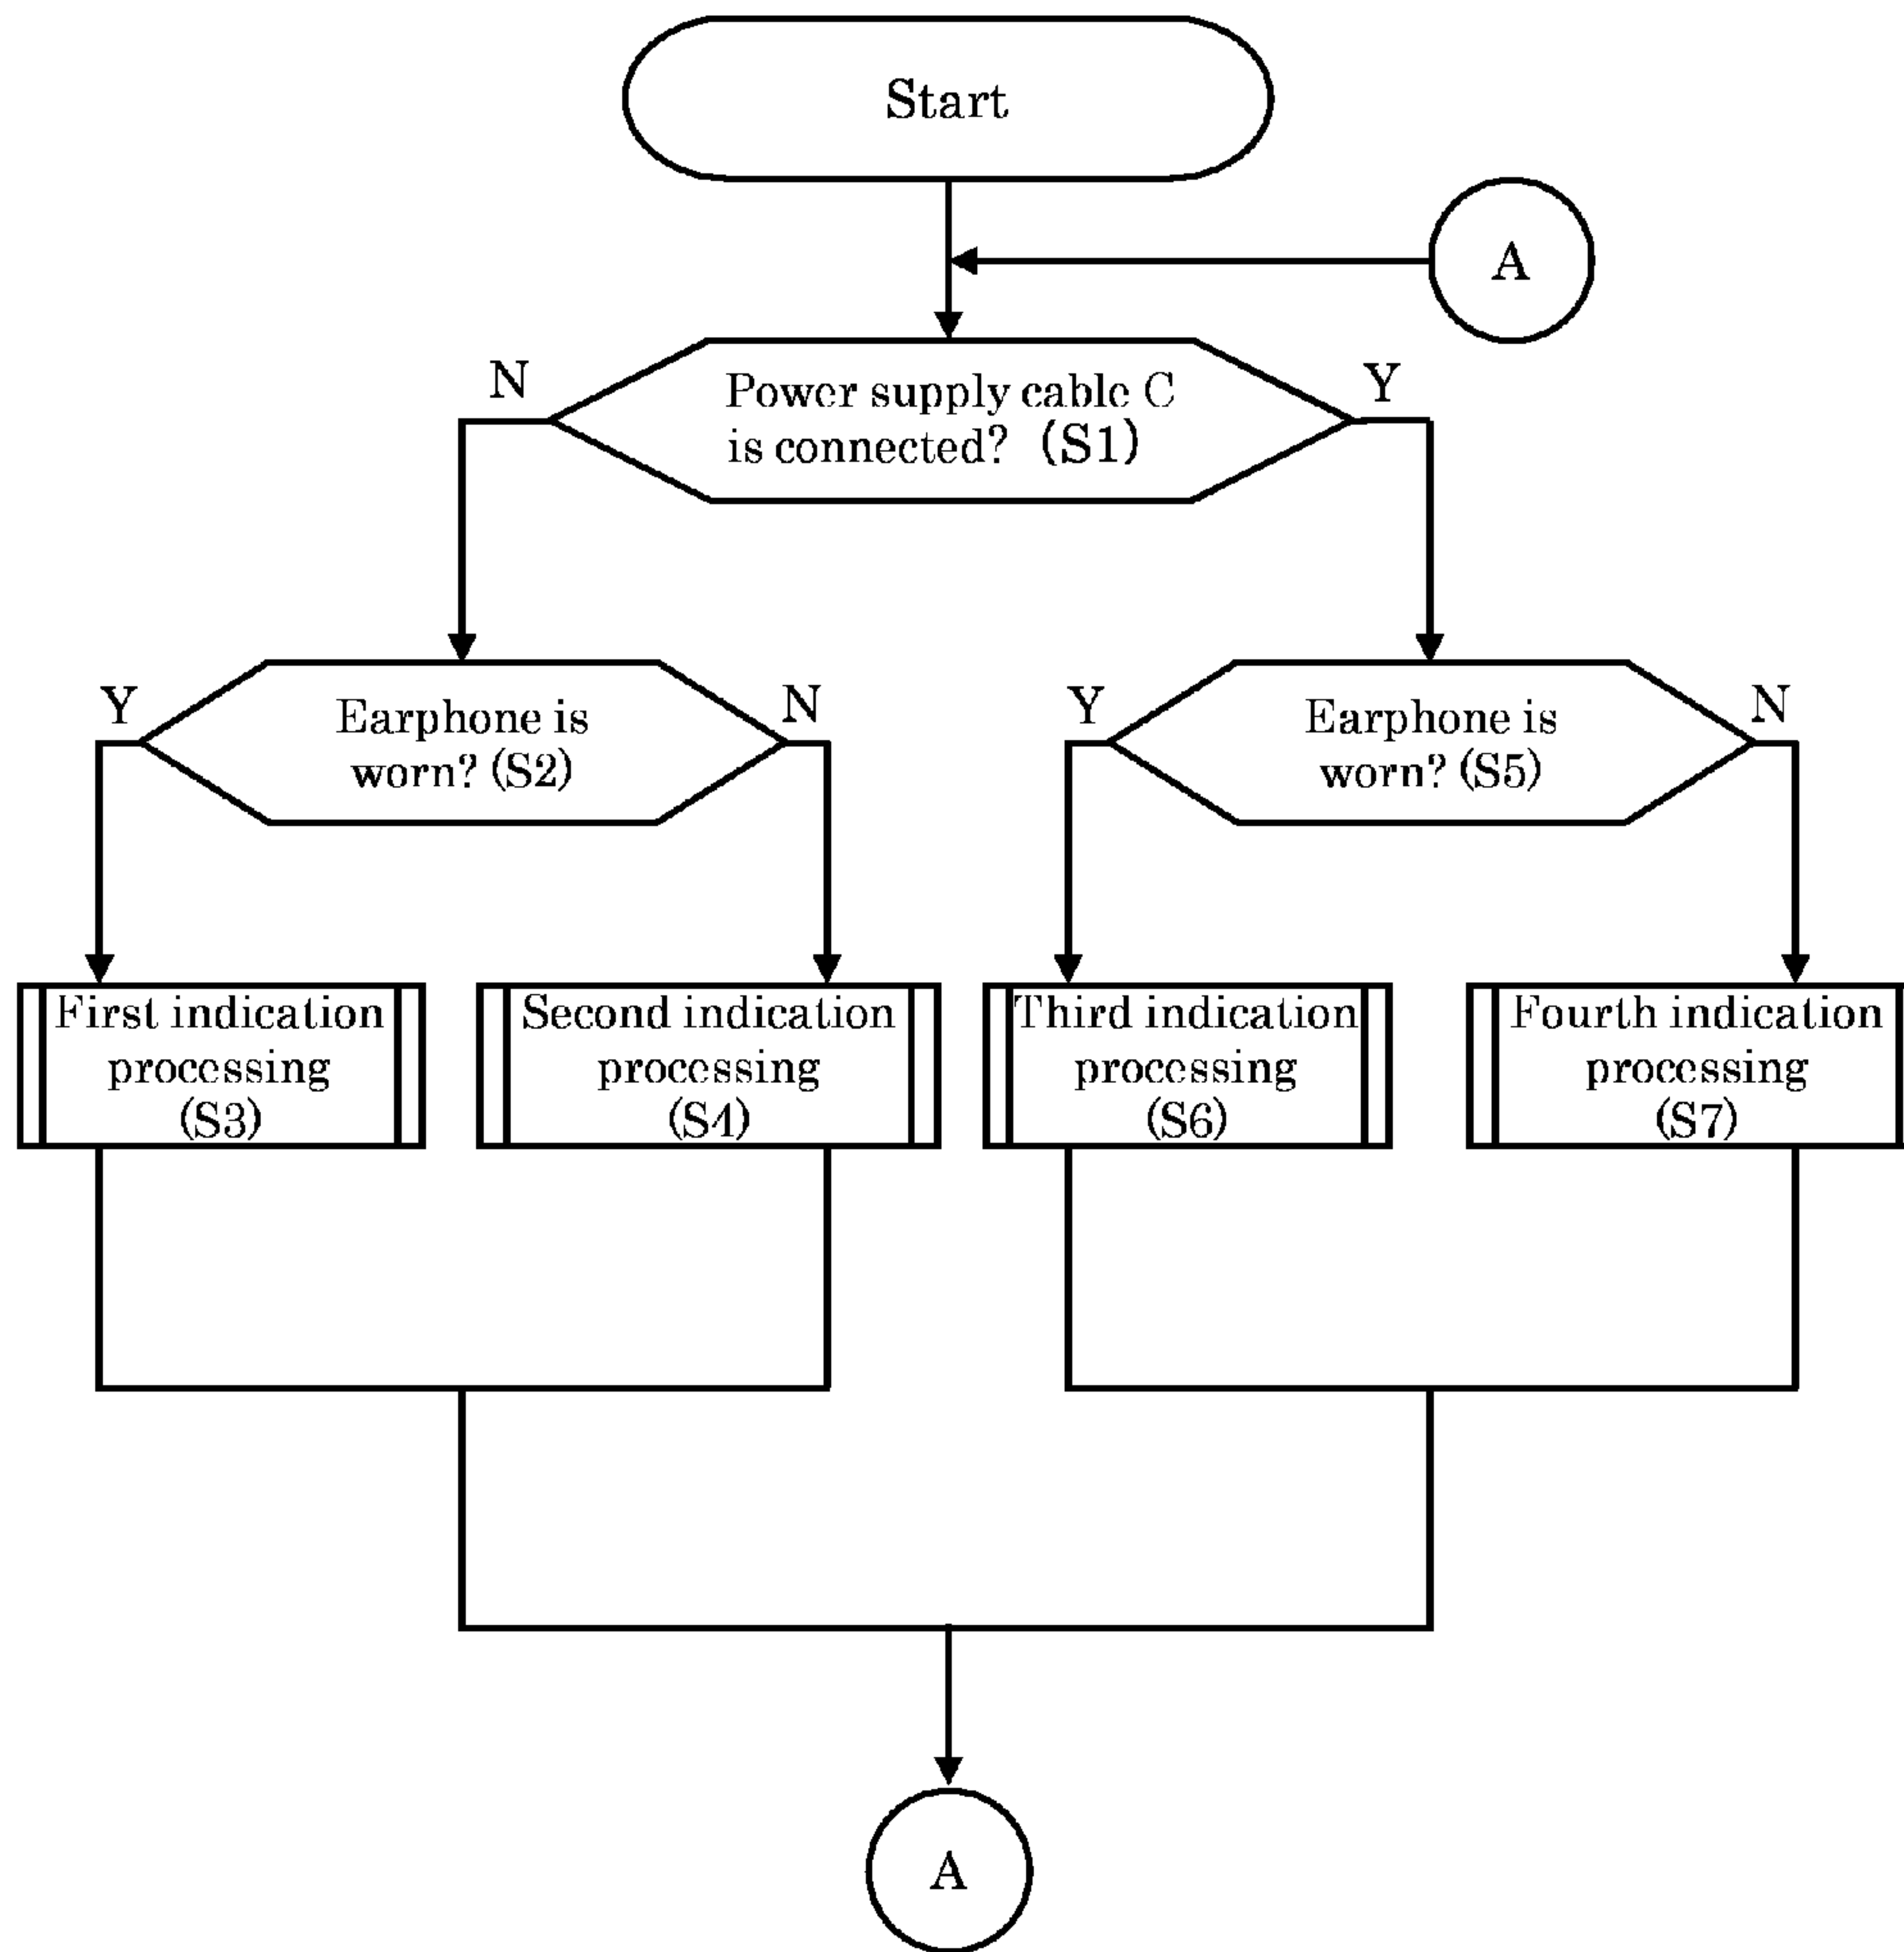 Start
A
N
Y
Power supply cable C
is connected? (S1)
Y
N
Earphone is
worn? (S2)
Y
N
Earphone is
worn? (S5)
First indication
processing
(S3)
Second indication
processing
(S4)
Third indication
processing
(S6)
Fourth indication
processing
(S7)
A